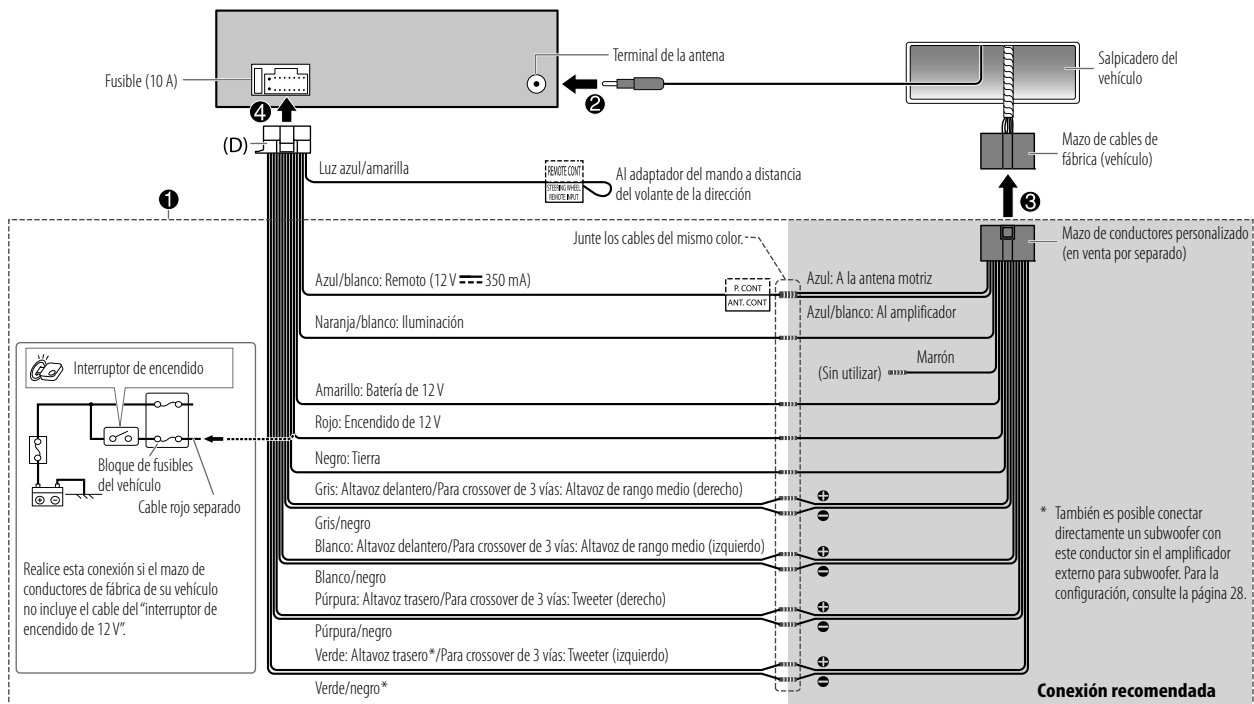 Fusible (10 A)
Terminal de la antena
Salpicadero del
vehículo
2
4
(D)
Mazo de cables de
fábrica (vehículo)
Luz azul/amarilla
REMOTE CONT
STEERING WHEEL
REMOTE INPUT
Al adaptador del mando a distancia
del volante de la dirección
1
3
Junte los cables del mismo color.
Mazo de conductores personalizado
(en venta por separado)
Azul/blanco: Remoto (12 V 350 mA)
P. CONT
ANT. CONT
Azul: A la antena motriz
Azul/blanco: Al amplificador
Naranja/blanco: Iluminación
Marrón
(Sin utilizar)
Interruptor de encendido
Amarillo: Batería de 12 V
Rojo: Encendido de 12 V
Bloque de fusibles
del vehículo
Cable rojo separado
Negro: Tierra
Gris: Altavoz delantero/Para crossover de 3 vías: Altavoz de rango medio (derecho)
Gris/negro
Blanco: Altavoz delantero/Para crossover de 3 vías: Altavoz de rango medio (izquierdo)
Blanco/negro
Púrpura: Altavoz trasero/Para crossover de 3 vías: Tweeter (derecho)
Púrpura/negro
Verde: Altavoz trasero*/Para crossover de 3 vías: Tweeter (izquierdo)
Verde/negro*
Realice esta conexión si el mazo de
conductores de fábrica de su vehículo
no incluye el cable del "interruptor de
encendido de 12 V".
* También es posible conectar
directamente un subwoofer con
este conductor sin el amplificador
externo para subwoofer. Para la
configuración, consulte la página 28.
Conexión recomendada